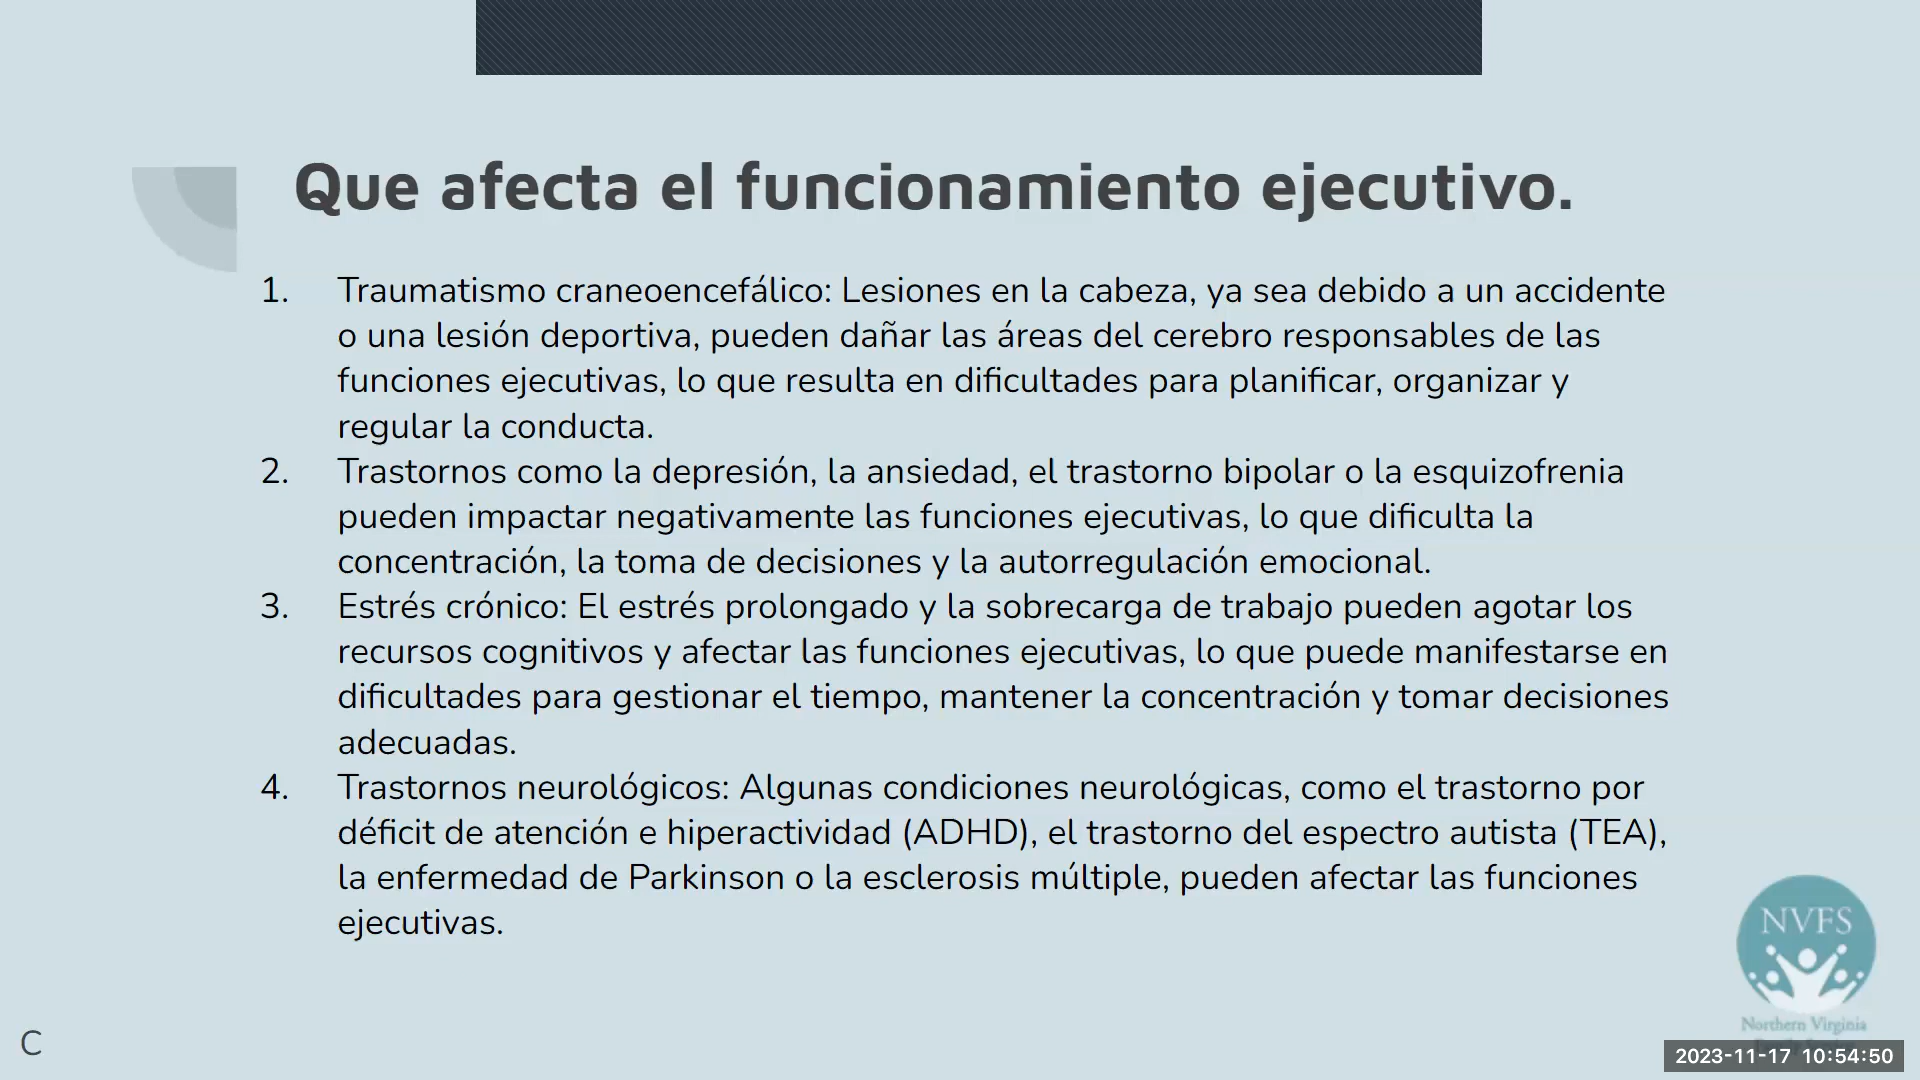 Que afecta el funcionamiento ejecutivo.
1. Traumatismo craneoencefálico: Lesiones en la cabeza, ya sea debido a un accidente
o una lesión deportiva, pueden dañar las áreas del cerebro responsables de las
funciones ejecutivas, lo que resulta en dificultades para planificar, organizar y
regular la conducta.
2. Trastornos como la depresión, la ansiedad, el trastorno bipolar o la esquizofrenia
pueden impactar negativamente las funciones ejecutivas, lo que dificulta la
concentración, la toma de decisiones y la autorregulación emocional.
3. Estrés crónico: El estrés prolongado y la sobrecarga de trabajo pueden agotar los
recursos cognitivos y afectar las funciones ejecutivas, lo que puede manifestarse en
dificultades para gestionar el tiempo, mantener la concentración y tomar decisiones
adecuadas.
4. Trastornos neurológicos: Algunas condiciones neurológicas, como el trastorno por
déficit de atención e hiperactividad (ADHD), el trastorno del espectro autista (TEA),
la enfermedad de Parkinson o la esclerosis múltiple, pueden afectar las funciones
ejecutivas.
NVFS
Northern Virginia
C
2023-11-17 10:54:50